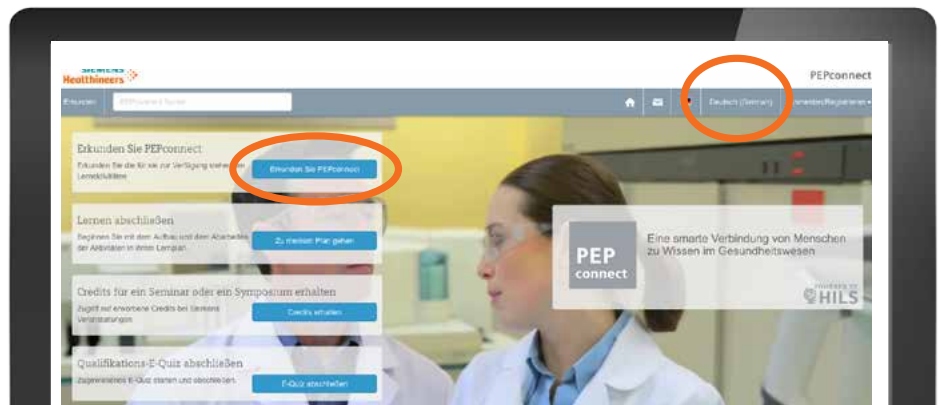 SIEMENS
Healthineers
PEPconnect
Erkunden
Deutsch (German)
Erkunden Sie PEPconnect
Erkunden Sie die für sie zur Verfügung stehenden
Lernaktivitäten
Erkunden Sie PEPconnect
Lernen abschließen
Beginnen Sie mit dem Aufbau und dem Abarbeiten
der Aktivitäten in Ihrem Lernplan
Zu meinem Plan gehen
Credits für ein Seminar oder ein Symposium erhalten
Zugriff auf erworbene Credits bei Siemens
Veranstaltungen
Credits erhalten
Qualifikations-E-Quiz abschließen
Zugewiesenes E-Quiz starten und abschließen.
E-Quiz abschließen
PEP
connect
Eine smarte Verbindung von Menschen
zu Wissen im Gesundheitswesen
POWERED BY
HILS